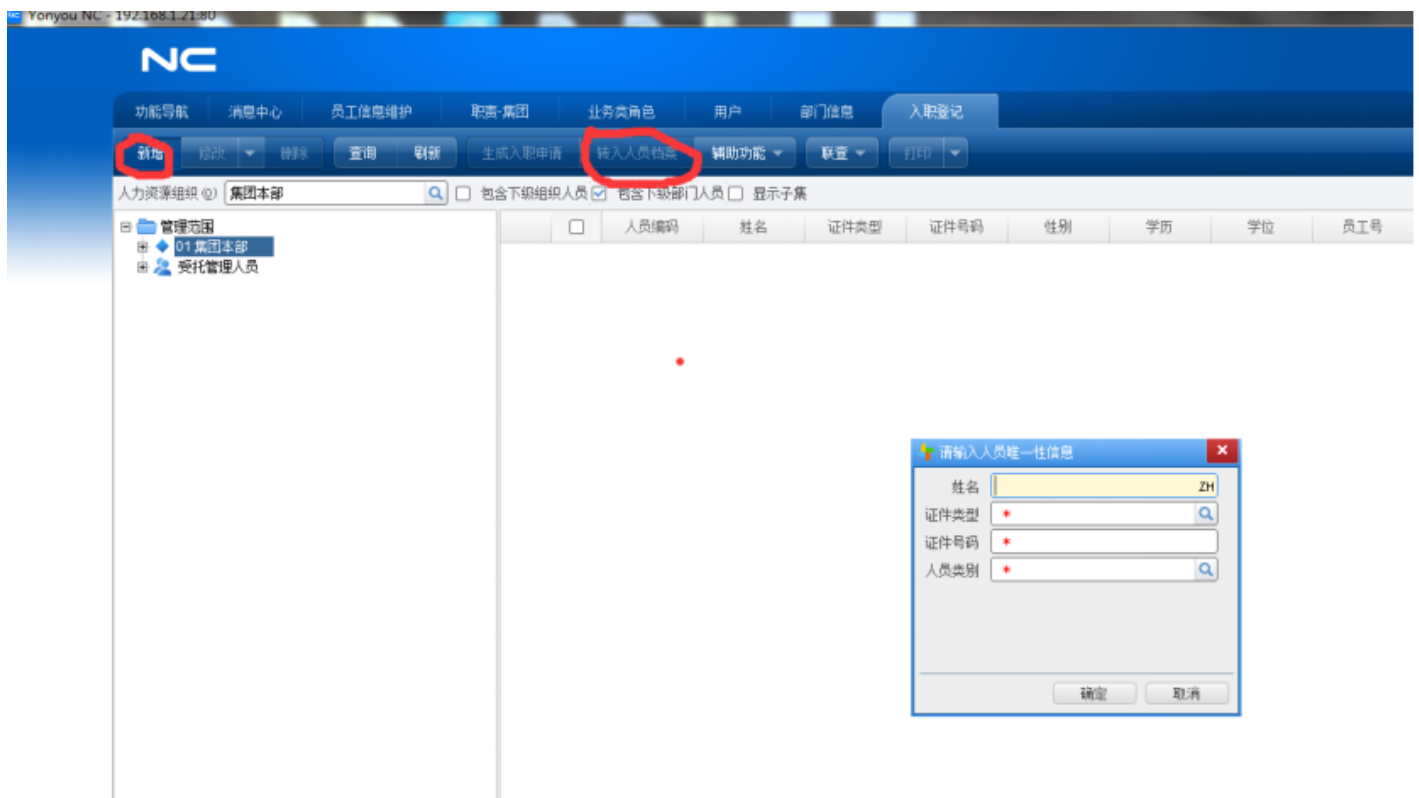 Yonyou NC - 192.168.1.21:80
NC
功能导航 消息中心 员工信息维护 职责-集团 业务类角色 用户 部门信息 入职登记
新增 修改 删除 查询 刷新 生成入职申请 转入人员档案 辅助功能 联查 打印
人力资源组织(Q) 集团本部 包含下级组织人员 包含下级部门人员 显示子集
管理范围 人员编码 姓名 证件类型 证件号码 性别 学历 学位 员工号
01 集团本部
受托管理人员
请输入人员唯一性信息
姓名 ZH
证件类型 *
证件号码 *
人员类别 *
确定 取消